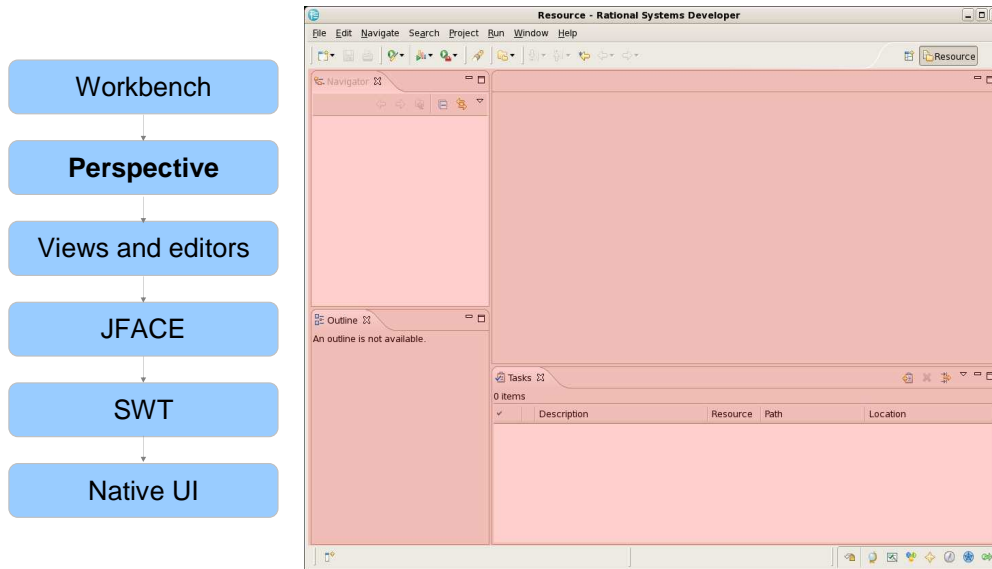 Workbench
Perspective
Views and editors
JFACE
SWT
Native UI
Resource - Rational Systems Developer
File Edit Navigate Search Project Run Window Help
Resource
Navigator
Outline
An outline is not available.
Tasks
0 items
Description Resource Path Location